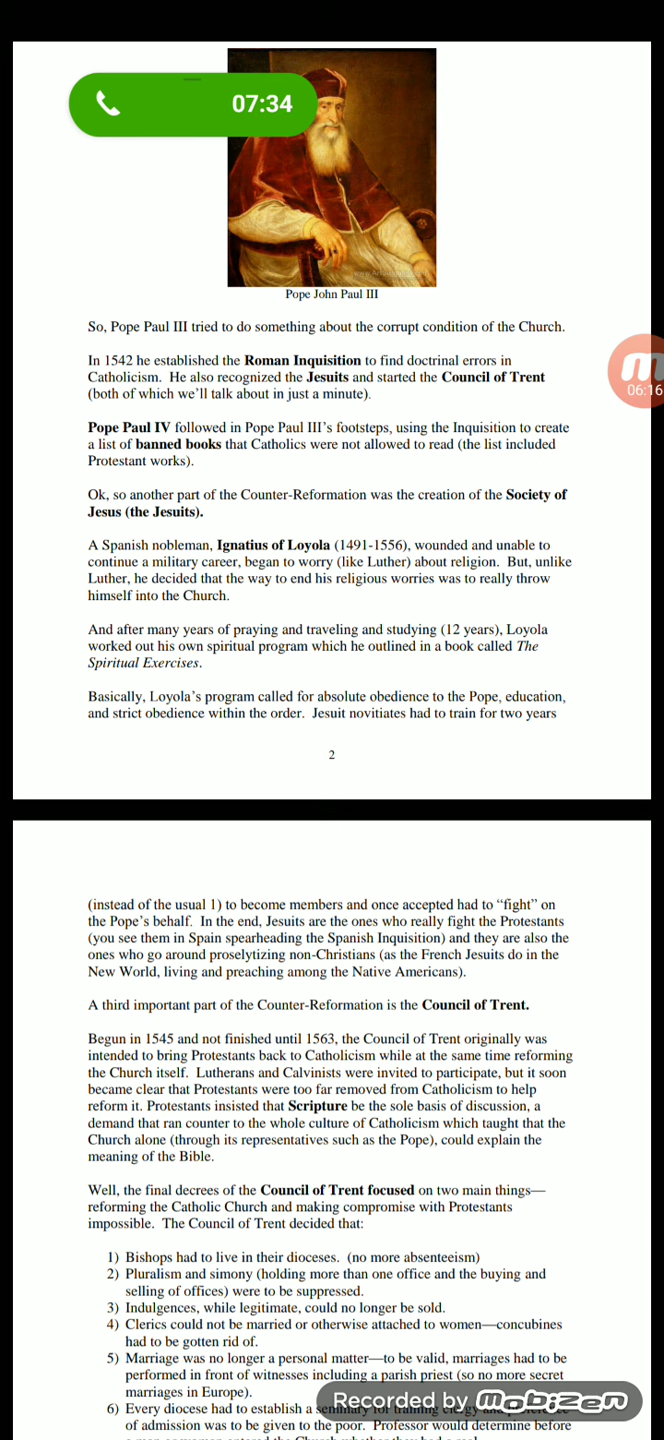 07:34
Pope John Paul III
So, Pope Paul III tried to do something about the corrupt condition of the Church.
06:16
In 1542 he established the Roman Inquisition to find doctrinal errors in
Catholicism. He also recognized the Jesuits and started the Council of Trent
(both of which we'll talk about in just a minute).
Pope Paul IV followed in Pope Paul III's footsteps, using the Inquisition to create
a list of banned books that Catholics were not allowed to read (the list included
Protestant works).
Ok, so another part of the Counter-Reformation was the creation of the Society of
Jesus (the Jesuits).
A Spanish nobleman, Ignatius of Loyola (1491-1556), wounded and unable to
continue a military career, began to worry (like Luther) about religion. But, unlike
Luther, he decided that the way to end his religious worries was to really throw
himself into the Church.
And after many years of praying and traveling and studying (12 years), Loyola
worked out his own spiritual program which he outlined in a book called The
Spiritual Exercises.
Basically, Loyola's program called for absolute obedience to the Pope, education,
and strict obedience within the order. Jesuit novitiates had to train for two years
2
(instead of the usual 1) to become members and once accepted had to "fight" on
the Pope's behalf. In the end, Jesuits are the ones who really fight the Protestants
(you see them in Spain spearheading the Spanish Inquisition) and they are also the
ones who go around proselytizing non-Christians (as the French Jesuits do in the
New World, living and preaching among the Native Americans).
A third important part of the Counter-Reformation is the Council of Trent.
Begun in 1545 and not finished until 1563, the Council of Trent originally was
intended to bring Protestants back to Catholicism while at the same time reforming
the Church itself. Lutherans and Calvinists were invited to participate, but it soon
became clear that Protestants were too far removed from Catholicism to help
reform it. Protestants insisted that Scripture be the sole basis of discussion, a
demand that ran counter to the whole culture of Catholicism which taught that the
Church alone (through its representatives such as the Pope), could explain the
meaning of the Bible.
Well, the final decrees of the Council of Trent focused on two main things—
reforming the Catholic Church and making compromise with Protestants
impossible. The Council of Trent decided that:
1) Bishops had to live in their dioceses. (no more absenteeism)
2) Pluralism and simony (holding more than one office and the buying and
selling of offices) were to be suppressed.
3) Indulgences, while legitimate, could no longer be sold.
4) Clerics could not be married or otherwise attached to women—concubines
had to be gotten rid of.
5) Marriage was no longer a personal matter—to be valid, marriages had to be
performed in front of witnesses including a parish priest (so no more secret
marriages in Europe).
6) Every diocese had to establish a
of admission was to be given to the poor. Professor would determine before
Recorded by mobizen